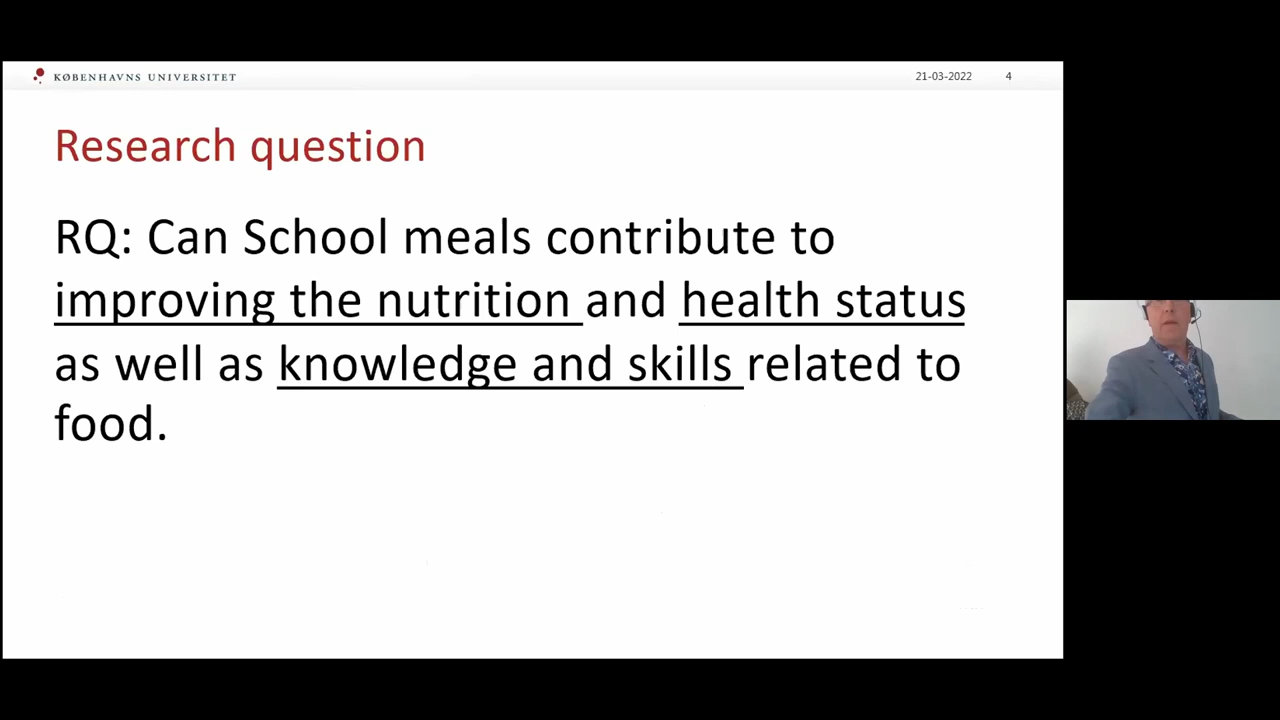 KØBENHAVNS UNIVERSITET
21-03-2022 4
Research question
RQ: Can School meals contribute to
improving the nutrition and health status
as well as knowledge and skills related to
food.